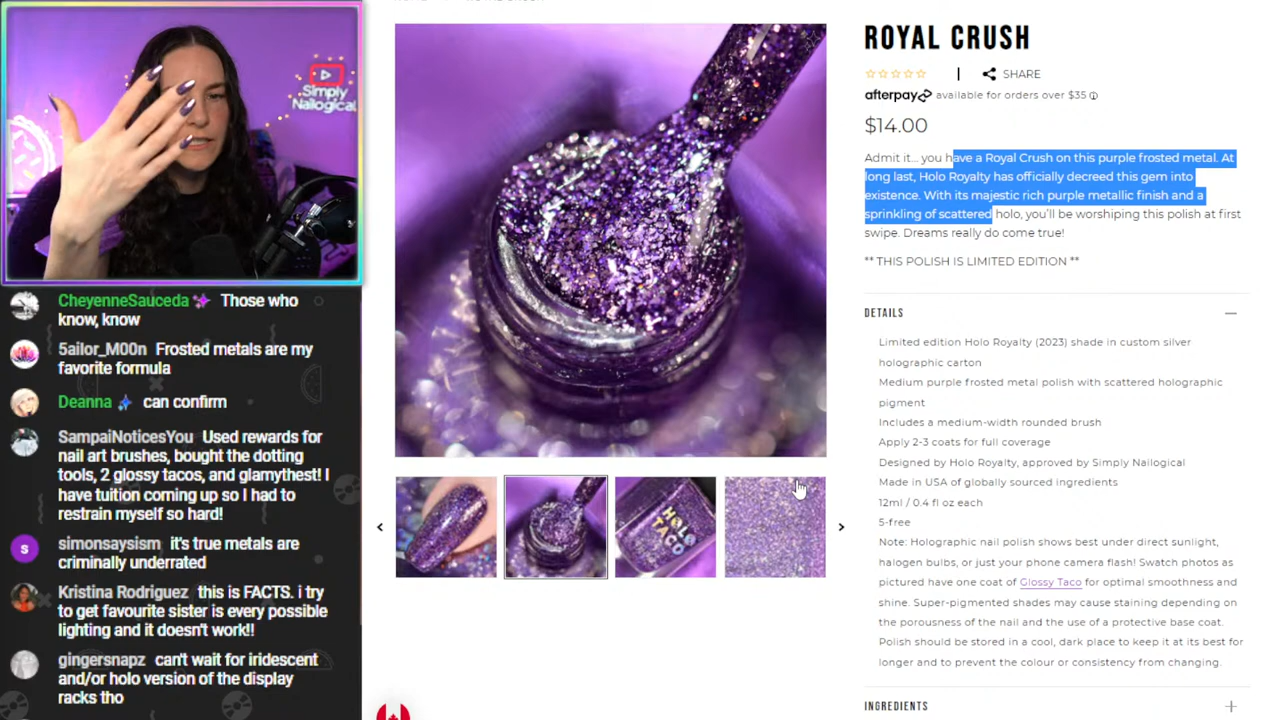 Simply
Nailogical
CheyenneSauceda Those who
know, know
5ailor_M00n Frosted metals are my
favorite formula
Deanna can confirm
SampaiNoticesYou Used rewards for
nail art brushes, bought the dotting
tools, 2 glossy tacos, and glamythest! I
have tuition coming up so I had to
restrain myself so hard!
S simonsaysism it's true metals are
criminally underrated
Kristina Rodriguez this is FACTS. i try
to get favourite sister is every possible
lighting and it doesn't work!!
gingersnapz can't wait for iridescent
and/or holo version of the display
racks tho
HOLO
TACO
ROYAL CRUSH
SHARE
afterpay available for orders over $35
$14.00
Admit it... you have a Royal Crush on this purple frosted metal. At
long last, Holo Royalty has officially decreed this gem into
existence. With its majestic rich purple metallic finish and a
sprinkling of scattered holo, you'll be worshiping this polish at first
swipe. Dreams really do come true!
** THIS POLISH IS LIMITED EDITION **
DETAILS
Limited edition Holo Royalty (2023) shade in custom silver
holographic carton
Medium purple frosted metal polish with scattered holographic
pigment
Includes a medium-width rounded brush
Apply 2-3 coats for full coverage
Designed by Holo Royalty, approved by Simply Nailogical
Made in USA of globally sourced ingredients
12ml / 0.4 fl oz each
5-free
Note: Holographic nail polish shows best under direct sunlight,
halogen bulbs, or just your phone camera flash! Swatch photos as
pictured have one coat of Glossy Taco for optimal smoothness and
shine. Super-pigmented shades may cause staining depending on
the porousness of the nail and the use of a protective base coat.
Polish should be stored in a cool, dark place to keep it at its best for
longer and to prevent the colour or consistency from changing.
INGREDIENTS